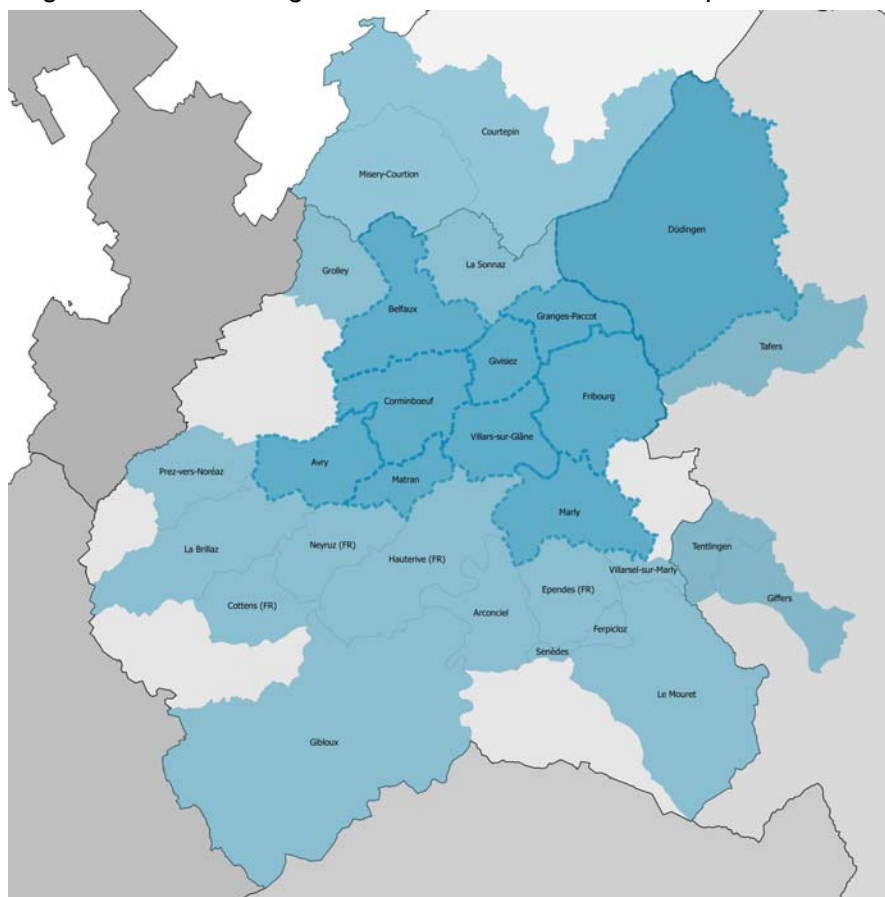 Courtepin
Misery-Courtion
Düdingen
La Sonnaz
Grolley
Belfaux
Granges-Paccot
Tafers
Givisiez
Fribourg
Corminboeuf
Villars-sur-Glâne
Avry
Prez-vers-Noréaz
Matran
Marly
Neyruz (FR)
Tentlingen
La Brillaz
Hauterive (FR)
Villarsel-sur-Marly
Ependes (FR)
Giffers
Cottens (FR)
Arconciel
Ferpicloz
Senèdes
Le Mouret
Gibloux